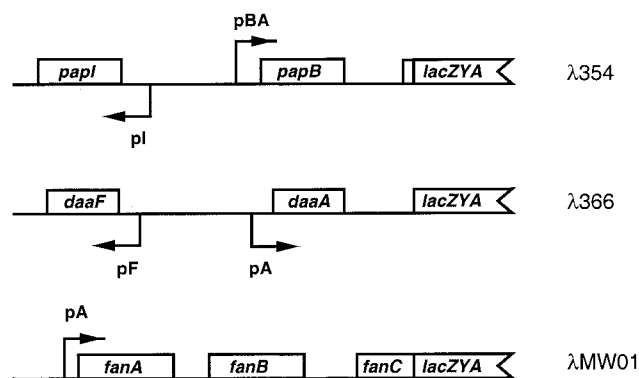 pBA
papI papB lacZYA λ354
pI
daaF daaA lacZYA λ366
pF pA
pA
fanA fanB fanC lacZYA λMW01